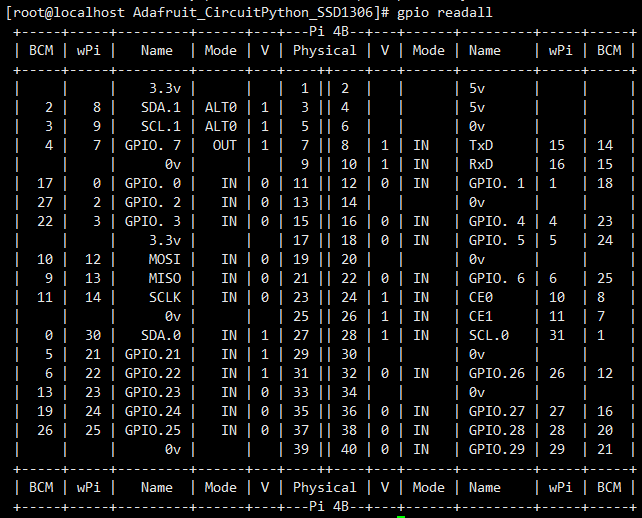 [root@localhost Adafruit_CircuitPython_SSD1306]# gpio readall
+-----+-----+---------+------+---+---Pi 4B--+---+------+---------+-----+-----+
| BCM | wPi |   Name  | Mode | V | Physical | V | Mode | Name    | wPi | BCM |
+-----+-----+---------+------+---+----++----+---+------+---------+-----+-----+
|     |     |    3.3v |      |   |  1 || 2  |   |      | 5v      |     |     |
|   2 |   8 |   SDA.1 | ALT0 | 1 |  3 || 4  |   |      | 5v      |     |     |
|   3 |   9 |   SCL.1 | ALT0 | 1 |  5 || 6  |   |      | 0v      |     |     |
|   4 |   7 | GPIO. 7 |  OUT | 1 |  7 || 8  | 1 | IN   | TxD     | 15  | 14  |
|     |     |      0v |      |   |  9 || 10 | 1 | IN   | RxD     | 16  | 15  |
|  17 |   0 | GPIO. 0 |   IN | 0 | 11 || 12 | 0 | IN   | GPIO. 1 | 1   | 18  |
|  27 |   2 | GPIO. 2 |   IN | 0 | 13 || 14 |   |      | 0v      |     |     |
|  22 |   3 | GPIO. 3 |   IN | 0 | 15 || 16 | 0 | IN   | GPIO. 4 | 4   | 23  |
|     |     |    3.3v |      |   | 17 || 18 | 0 | IN   | GPIO. 5 | 5   | 24  |
|  10 |  12 |    MOSI |   IN | 0 | 19 || 20 |   |      | 0v      |     |     |
|   9 |  13 |    MISO |   IN | 0 | 21 || 22 | 0 | IN   | GPIO. 6 | 6   | 25  |
|  11 |  14 |    SCLK |   IN | 0 | 23 || 24 | 1 | IN   | CE0     | 10  | 8   |
|     |     |      0v |      |   | 25 || 26 | 1 | IN   | CE1     | 11  | 7   |
|   0 |  30 |   SDA.0 |   IN | 1 | 27 || 28 | 1 | IN   | SCL.0   | 31  | 1   |
|   5 |  21 | GPIO.21 |   IN | 1 | 29 || 30 |   |      | 0v      |     |     |
|   6 |  22 | GPIO.22 |   IN | 1 | 31 || 32 | 0 | IN   | GPIO.26 | 26  | 12  |
|  13 |  23 | GPIO.23 |   IN | 0 | 33 || 34 |   |      | 0v      |     |     |
|  19 |  24 | GPIO.24 |   IN | 0 | 35 || 36 | 0 | IN   | GPIO.27 | 27  | 16  |
|  26 |  25 | GPIO.25 |   IN | 0 | 37 || 38 | 0 | IN   | GPIO.28 | 28  | 20  |
|     |     |      0v |      |   | 39 || 40 | 0 | IN   | GPIO.29 | 29  | 21  |
+-----+-----+---------+------+---+----++----+---+------+---------+-----+-----+
| BCM | wPi |   Name  | Mode | V | Physical | V | Mode | Name    | wPi | BCM |
+-----+-----+---------+------+---+---Pi 4B--+---+------+---------+-----+-----+